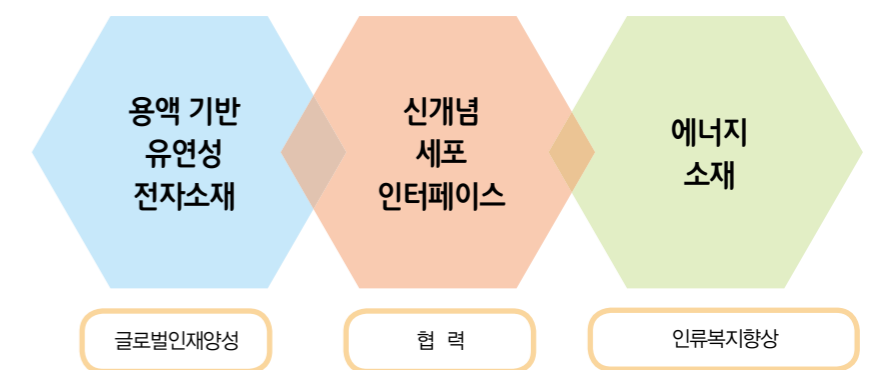 용액 기반
유연성
전자소재
신개념
세포
인터페이스
에너지
소재
글로벌인재양성
협 력
인류복지향상